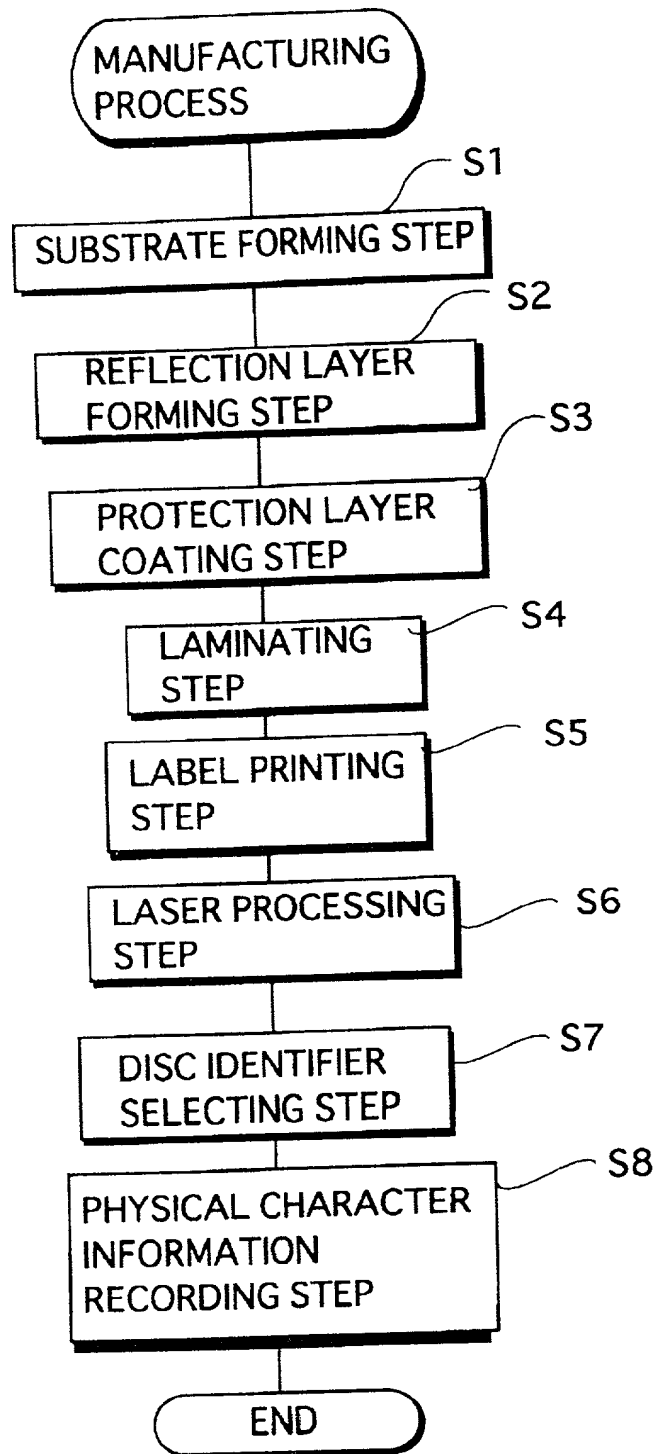 MANUFACTURING
PROCESS
S1
SUBSTRATE FORMING STEP
S2
REFLECTION LAYER
FORMING STEP
S3
PROTECTION LAYER
COATING STEP
S4
LAMINATING
STEP
S5
LABEL PRINTING
STEP
S6
LASER PROCESSING
STEP
S7
DISC IDENTIFIER
SELECTING STEP
S8
PHYSICAL CHARACTER
INFORMATION
RECORDING STEP
END